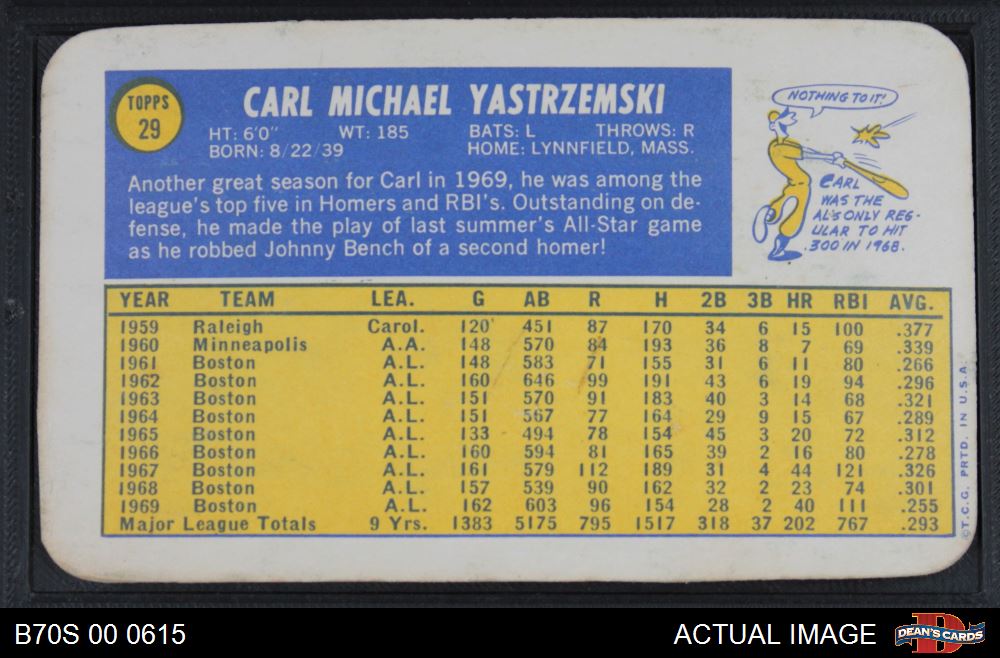 TOPPS
29
CARL MICHAEL YASTRZEMSKI
HT: 6'0" WT: 185 BATS: L THROWS: R
BORN: 8/22/39 HOME: LYNNFIELD, MASS.
Another great season for Carl in 1969, he was among the
league's top five in Homers and RBI's. Outstanding on de-
fense, he made the play of last summer's All-Star game
as he robbed Johnny Bench of a second homer!
NOTHING TO IT!
CARL
WAS THE
AL'S ONLY REG-
ULAR TO HIT
.300 IN 1968.
YEAR TEAM LEA. G AB R H 2B 3B HR RBI AVG.
1959 Raleigh Carol. 120 451 87 170 34 6 15 100 .377
1960 Minneapolis A.A. 148 570 84 193 36 8 7 69 .339
1961 Boston A.L. 148 583 71 155 31 6 11 80 .266
1962 Boston A.L. 160 646 99 191 43 6 19 94 .296
1963 Boston A.L. 151 570 91 183 40 3 14 68 .321
1964 Boston A.L. 151 567 77 164 29 9 15 67 .289
1965 Boston A.L. 133 494 78 154 45 3 20 72 .312
1966 Boston A.L. 160 594 81 165 39 2 16 80 .278
1967 Boston A.L. 161 579 112 189 31 4 44 121 .326
1968 Boston A.L. 157 539 90 162 32 2 23 74 .301
1969 Boston A.L. 162 603 96 154 28 2 40 111 .255
Major League Totals 9 Yrs. 1383 5175 795 1517 318 37 202 767 .293
©T.C.G. PRTD. IN U.S.A.
B70S 00 0615
ACTUAL IMAGE
D
DEAN'S CARDS